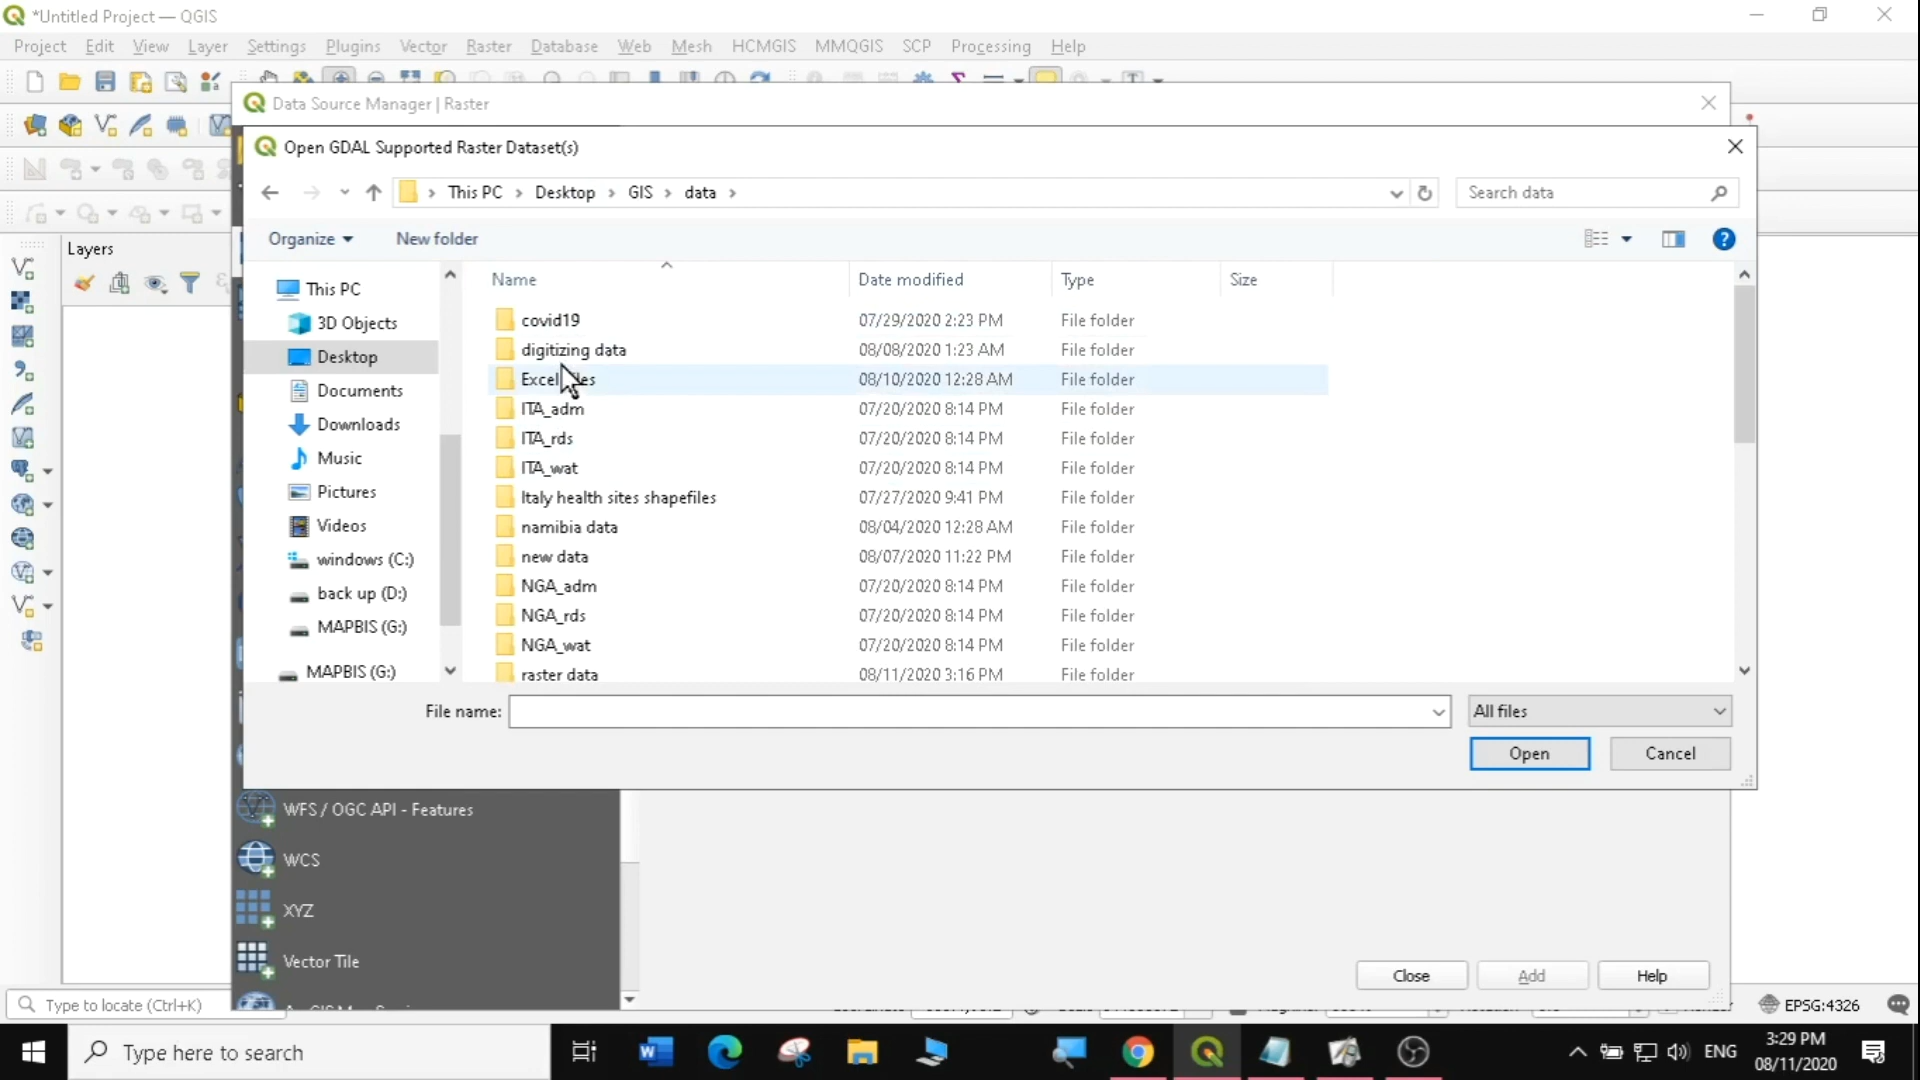 *Untitled Project — QGIS
Project Edit View Layer Settings Plugins Vector Raster Database Web Mesh HCMGIS MMQGIS SCP Processing Help
Data Source Manager | Raster
Open GDAL Supported Raster Dataset(s)
This PC > Desktop > GIS > data >
Search data
Organize
New folder
Layers
This PC
3D Objects
Desktop
Documents
Downloads
Music
Pictures
Videos
windows (C:)
back up (D:)
MAPBIS (G:)
MAPBIS (G:)
Name Date modified Type Size
covid19 07/29/2020 2:23 PM File folder
digitizing data 08/08/2020 1:23 AM File folder
Excel 08/10/2020 12:28 AM File folder
ITA_adm 07/20/2020 8:14 PM File folder
ITA_rds 07/20/2020 8:14 PM File folder
ITA_wat 07/20/2020 8:14 PM File folder
Italy health sites shapefiles 07/27/2020 9:41 PM File folder
namibia data 08/04/2020 12:28 AM File folder
new data 08/07/2020 11:22 PM File folder
NGA_adm 07/20/2020 8:14 PM File folder
NGA_rds 07/20/2020 8:14 PM File folder
NGA_wat 07/20/2020 8:14 PM File folder
raster data 08/11/2020 3:16 PM File folder
File name:
All files
Open Cancel
WFS / OGC API - Features
WCS
XYZ
Vector Tile
Close Add Help
Type to locate (Ctrl+K)
EPSG:4326
Type here to search
ENG
3:29 PM
08/11/2020